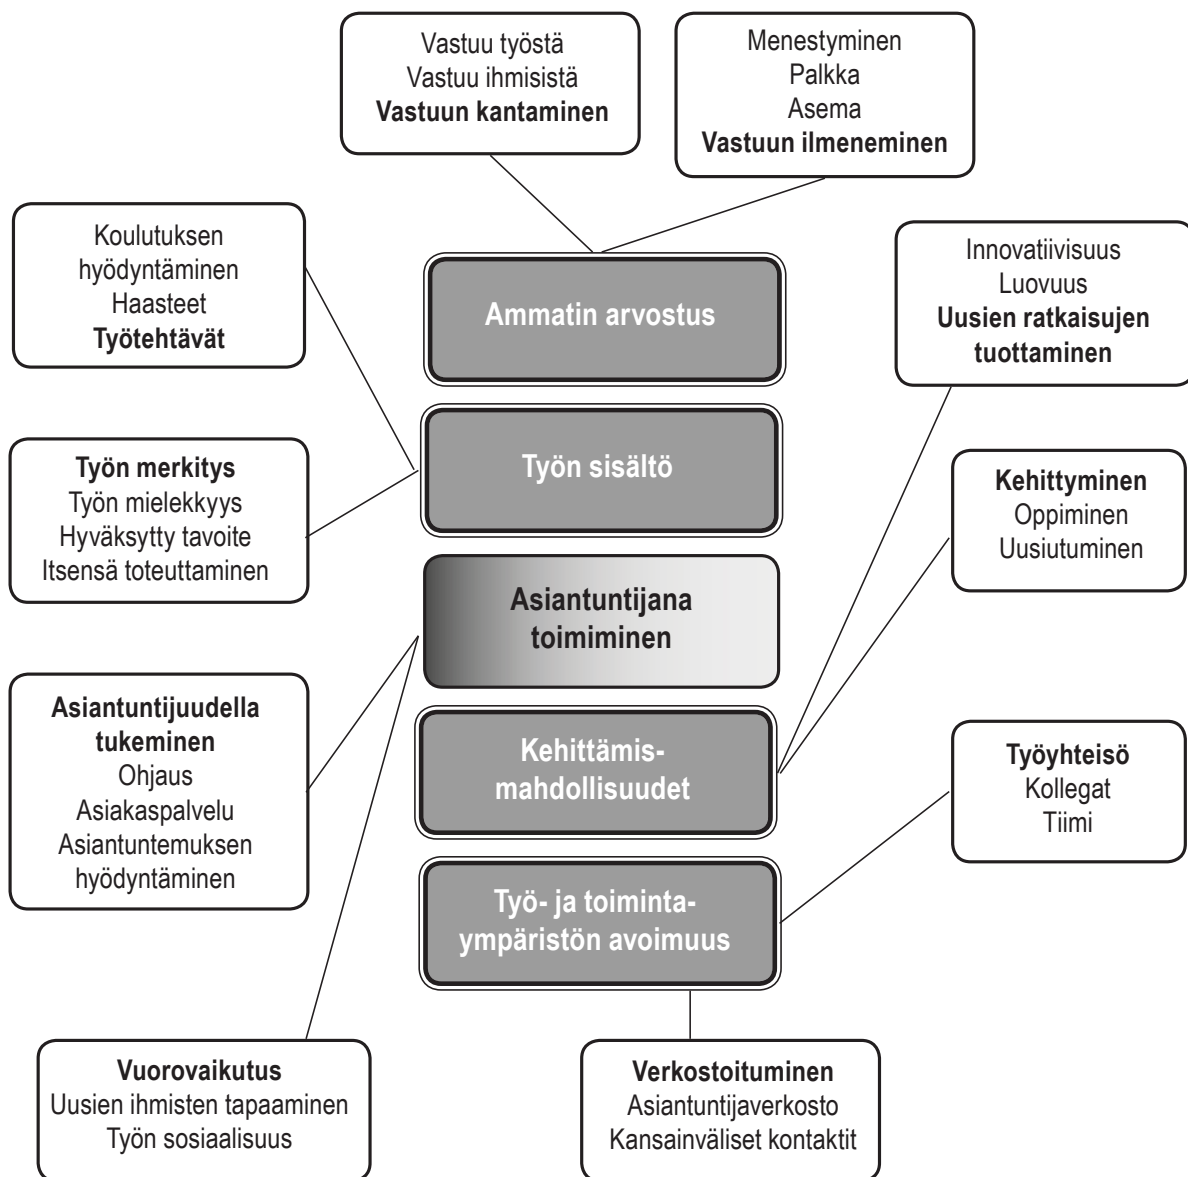 Vastuu työstä
Vastuu ihmisistä
Vastuun kantaminen
Menestyminen
Palkka
Asema
Vastuun ilmeneminen
Koulutuksen
hyödyntäminen
Haasteet
Työtehtävät
Ammatin arvostus
Innovatiivisuus
Luovuus
Uusien ratkaisujen
tuottaminen
Työn merkitys
Työn mielekkyys
Hyväksytty tavoite
Itsensä toteuttaminen
Työn sisältö
Kehittyminen
Oppiminen
Uusiutuminen
Asiantuntijana
toimiminen
Asiantuntijuudella
tukeminen
Ohjaus
Asiakaspalvelu
Asiantuntemuksen
hyödyntäminen
Kehittämis-
mahdollisuudet
Työyhteisö
Kollegat
Tiimi
Työ- ja toiminta-
ympäristön avoimuus
Vuorovaikutus
Uusien ihmisten tapaaminen
Työn sosiaalisuus
Verkostoituminen
Asiantuntijaverkosto
Kansainväliset kontaktit